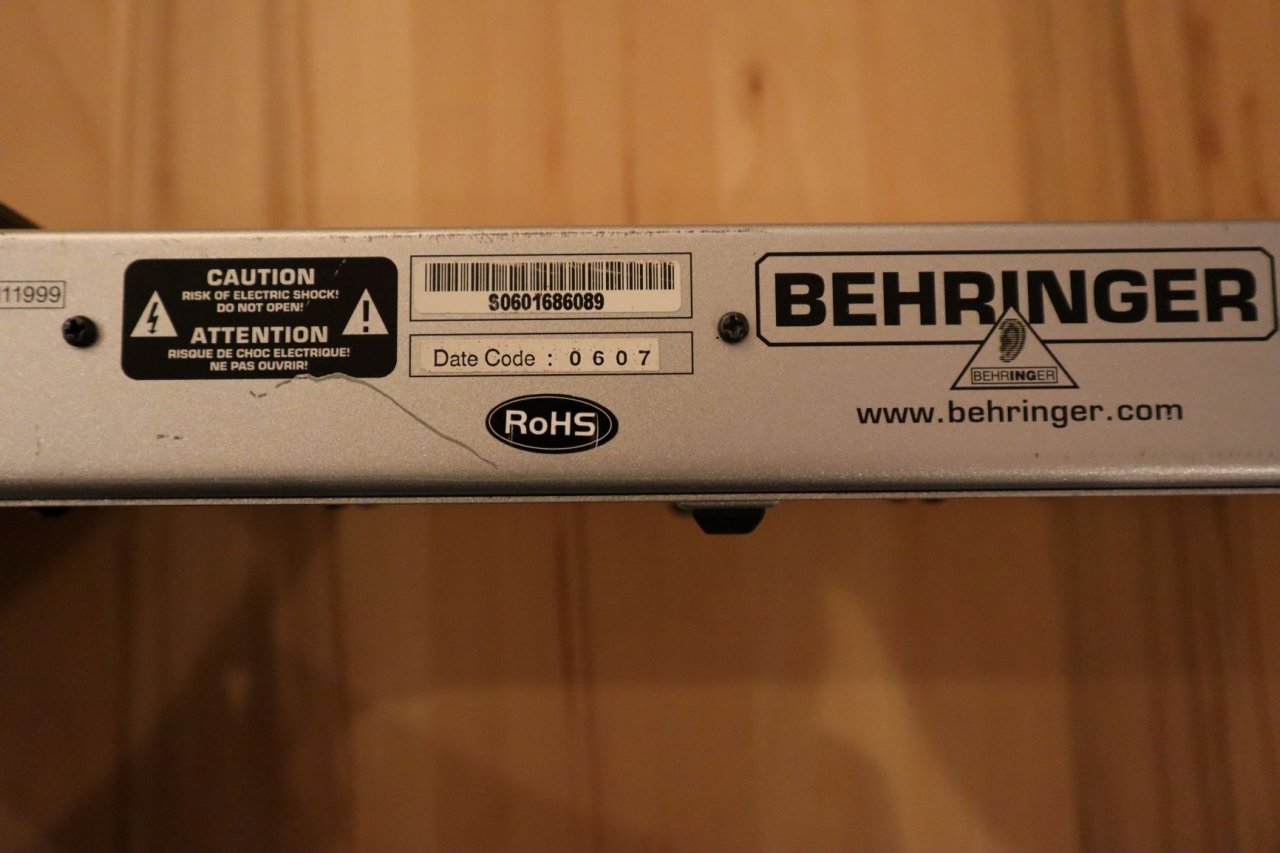 11999
CAUTION
RISK OF ELECTRIC SHOCK!
DO NOT OPEN!
ATTENTION
RISQUE DE CHOC ELECTRIQUE!
NE PAS OUVRIR!
S0601686089
Date Code : 0607
RoHS
BEHRINGER
BEHRINGER
www.behringer.com